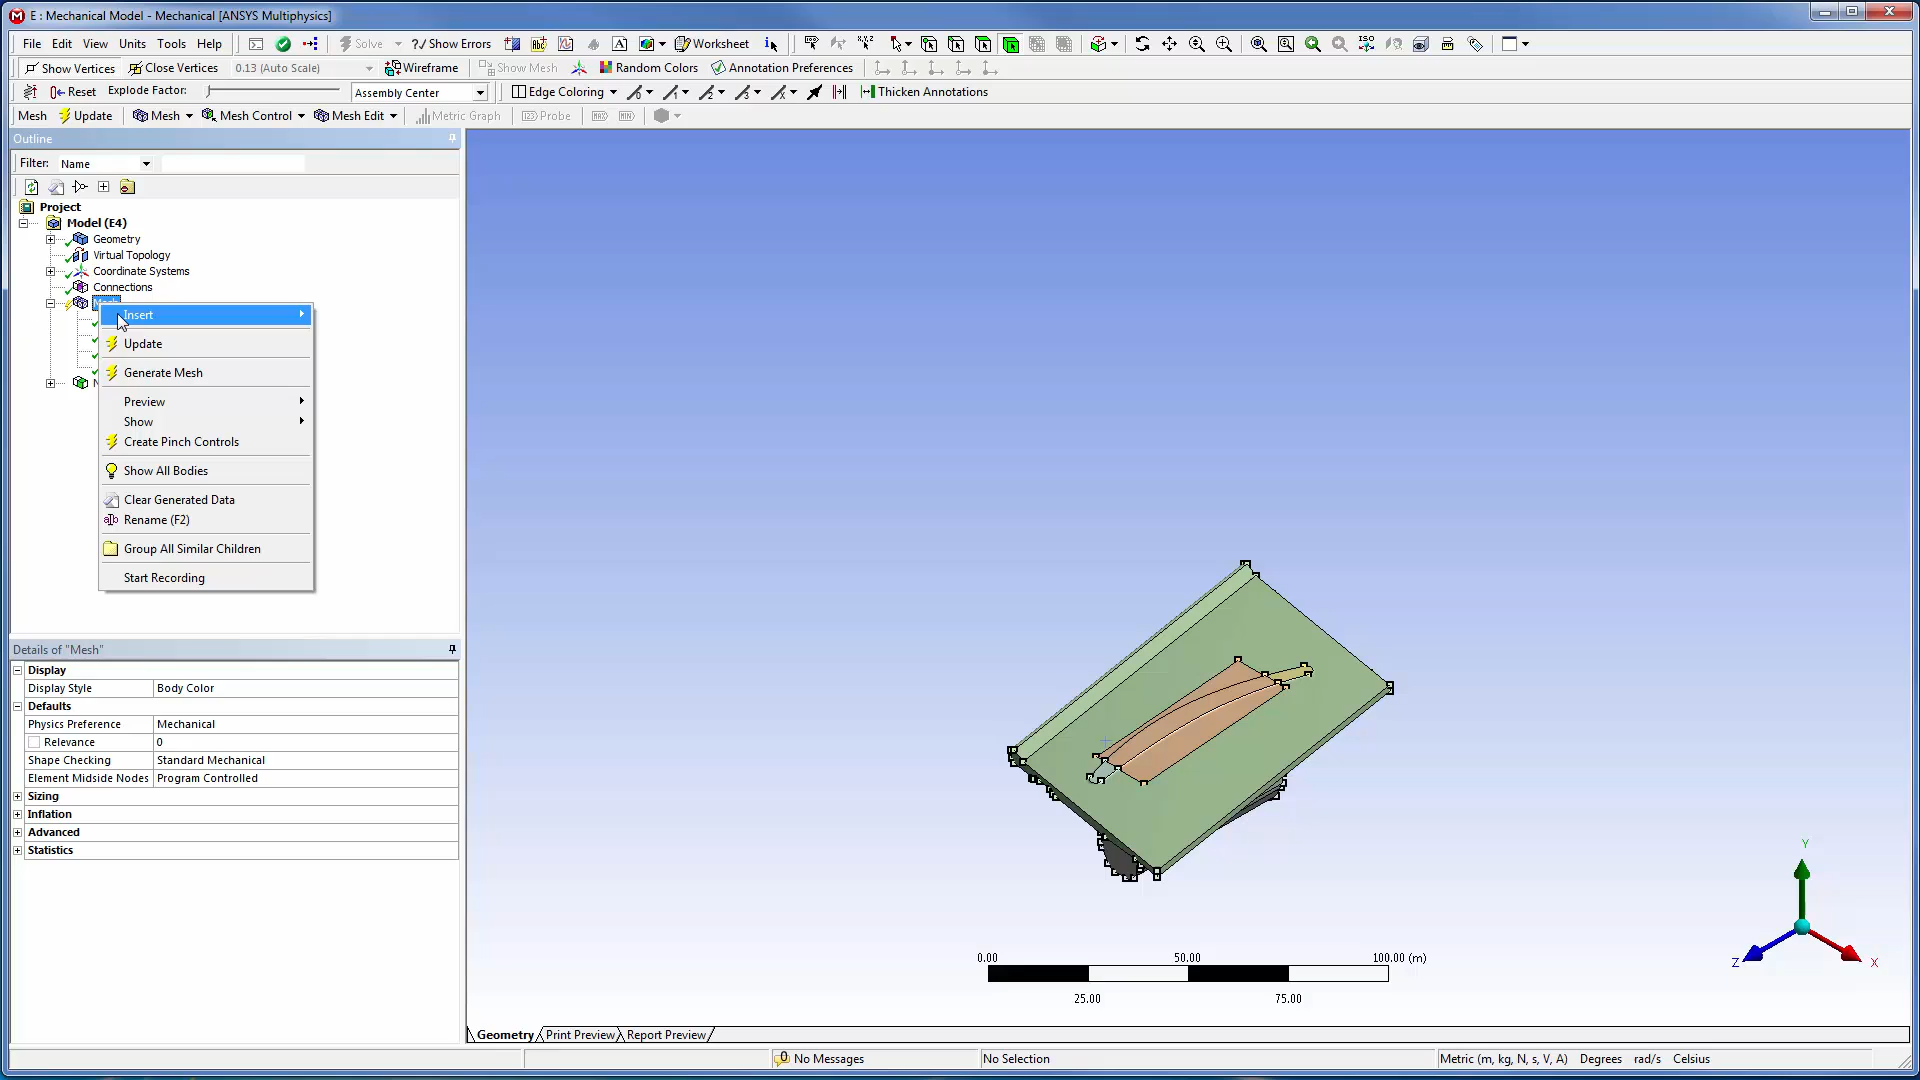 E : Mechanical Model - Mechanical [ANSYS Multiphysics]
File Edit View Units Tools Help Solve ?/ Show Errors Worksheet
Show Vertices Close Vertices 0.13 (Auto Scale) Wireframe Show Mesh Random Colors Annotation Preferences
Reset Explode Factor: Assembly Center Edge Coloring Thicken Annotations
Mesh Update Mesh Mesh Control Mesh Edit Metric Graph Probe
Outline
Filter: Name
Project
Model (E4)
Geometry
Virtual Topology
Coordinate Systems
Connections
Insert
Update
Generate Mesh
Preview
Show
Create Pinch Controls
Show All Bodies
Clear Generated Data
Rename (F2)
Group All Similar Children
Start Recording
Details of "Mesh"
Display
Display Style Body Color
Defaults
Physics Preference Mechanical
Relevance 0
Shape Checking Standard Mechanical
Element Midside Nodes Program Controlled
Sizing
Inflation
Advanced
Statistics
Y
Z X
0.00 50.00 100.00 (m)
25.00 75.00
Geometry Print Preview Report Preview
No Messages No Selection Metric (m, kg, N, s, V, A) Degrees rad/s Celsius